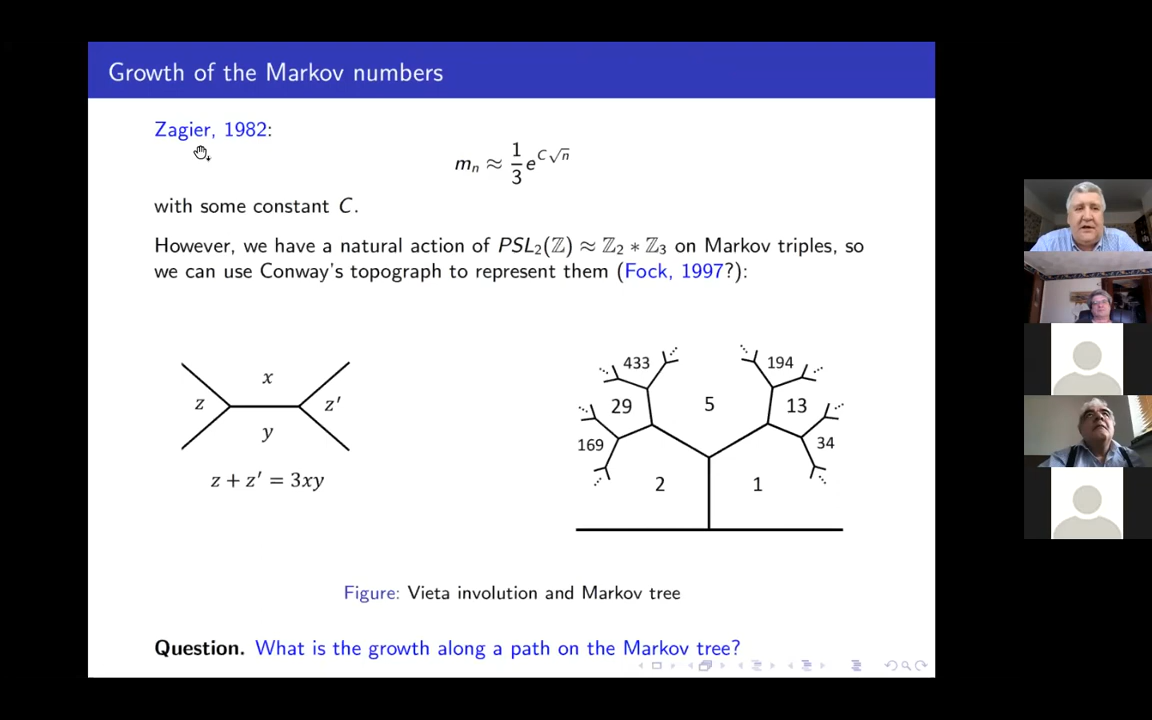 Growth of the Markov numbers
Zagier, 1982:
mₙ ≈ 1/3 e^{C√n}
with some constant C.
However, we have a natural action of PSL₂(ℤ) ≈ ℤ₂ * ℤ₃ on Markov triples, so
we can use Conway's topograph to represent them (Fock, 1997?):
x
z
z′
y
z + z′ = 3xy
433
194
29
5
13
169
34
2
1
Figure: Vieta involution and Markov tree
Question. What is the growth along a path on the Markov tree?